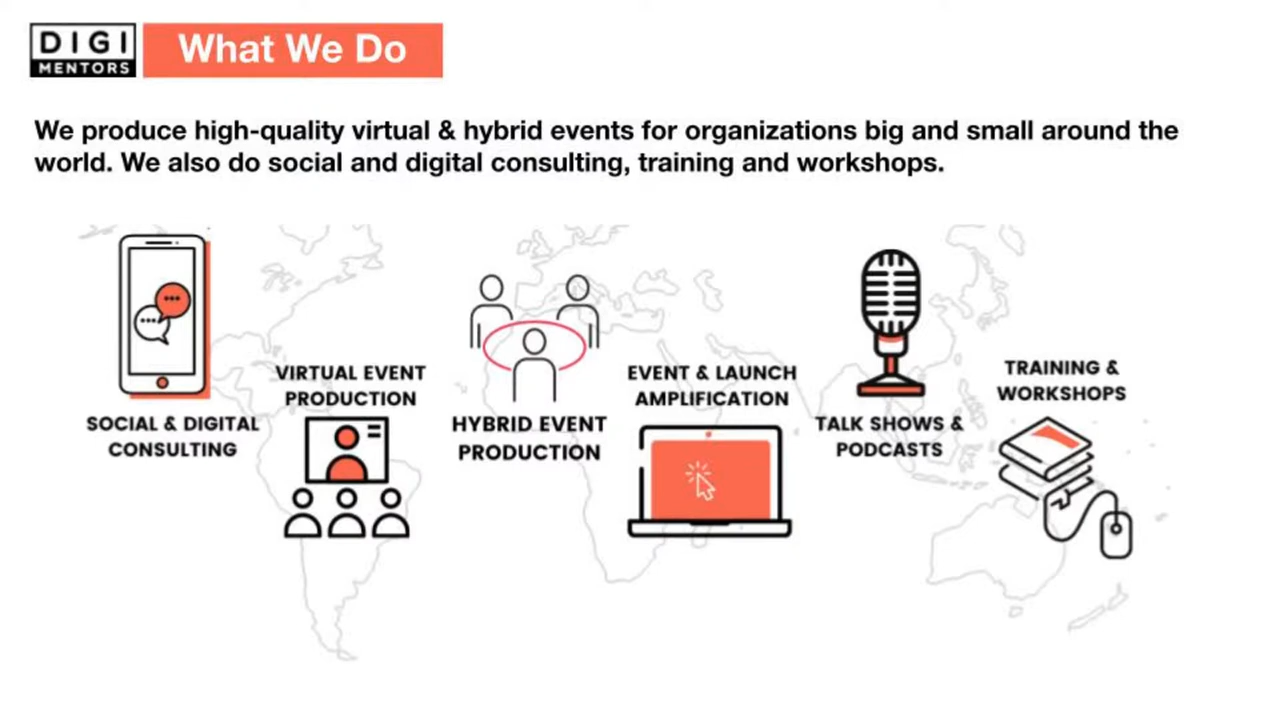 DIGI
MENTORS
What We Do
We produce high-quality virtual & hybrid events for organizations big and small around the
world. We also do social and digital consulting, training and workshops.
SOCIAL & DIGITAL
CONSULTING
VIRTUAL EVENT
PRODUCTION
HYBRID EVENT
PRODUCTION
EVENT & LAUNCH
AMPLIFICATION
TALK SHOWS &
PODCASTS
TRAINING &
WORKSHOPS